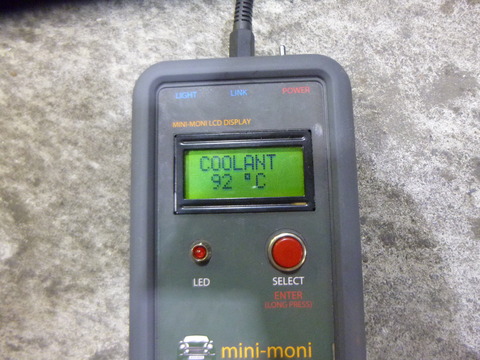 LIGHT LINK POWER
MINI-MONI LCD DISPLAY
COOLANT
92 °C
LED SELECT
ENTER
(LONG PRESS)
mini-moni